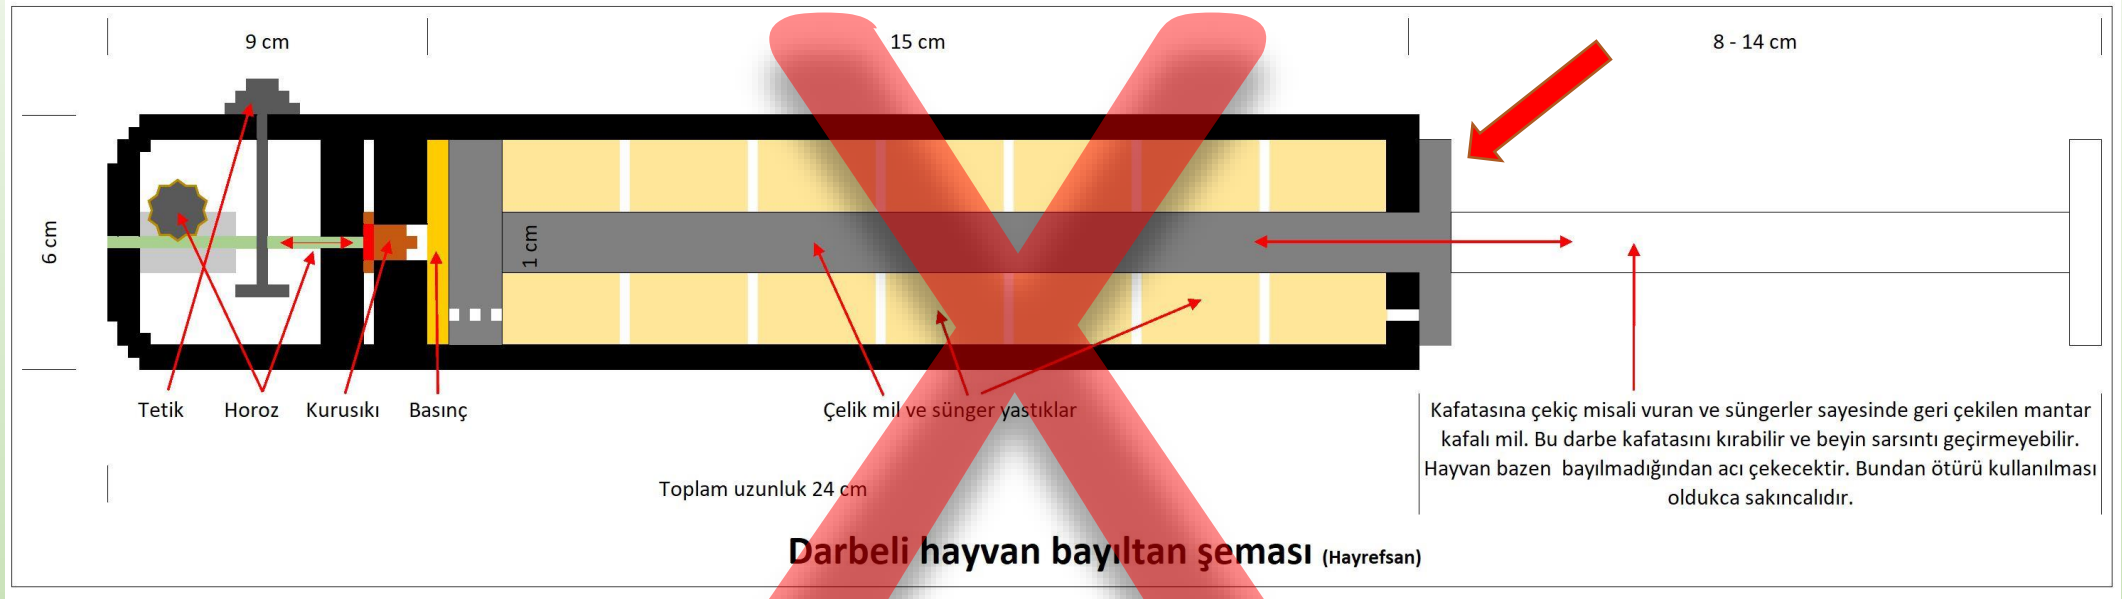 9 cm
15 cm
8 - 14 cm
6 cm
1 cm
Tetik
Horoz
Kurusıkı
Basınç
Çelik mil ve sünger yastıklar
Kafatasına çekiç misali vuran ve süngerler sayesinde geri çekilen mantar
kafalı mil. Bu darbe kafatasını kırabilir ve beyin sarsıntı geçirmeyebilir.
Hayvan bazen bayılmadığından acı çekecektir. Bundan ötürü kullanılması
oldukca sakıncalıdır.
Toplam uzunluk 24 cm
Darbeli hayvan bayıltan şeması (Hayrefsan)